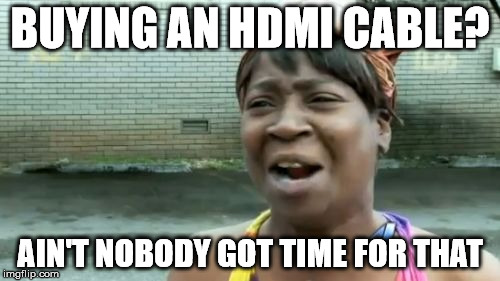 BUYING AN HDMI CABLE?
AIN'T NOBODY GOT TIME FOR THAT
imgflip.com